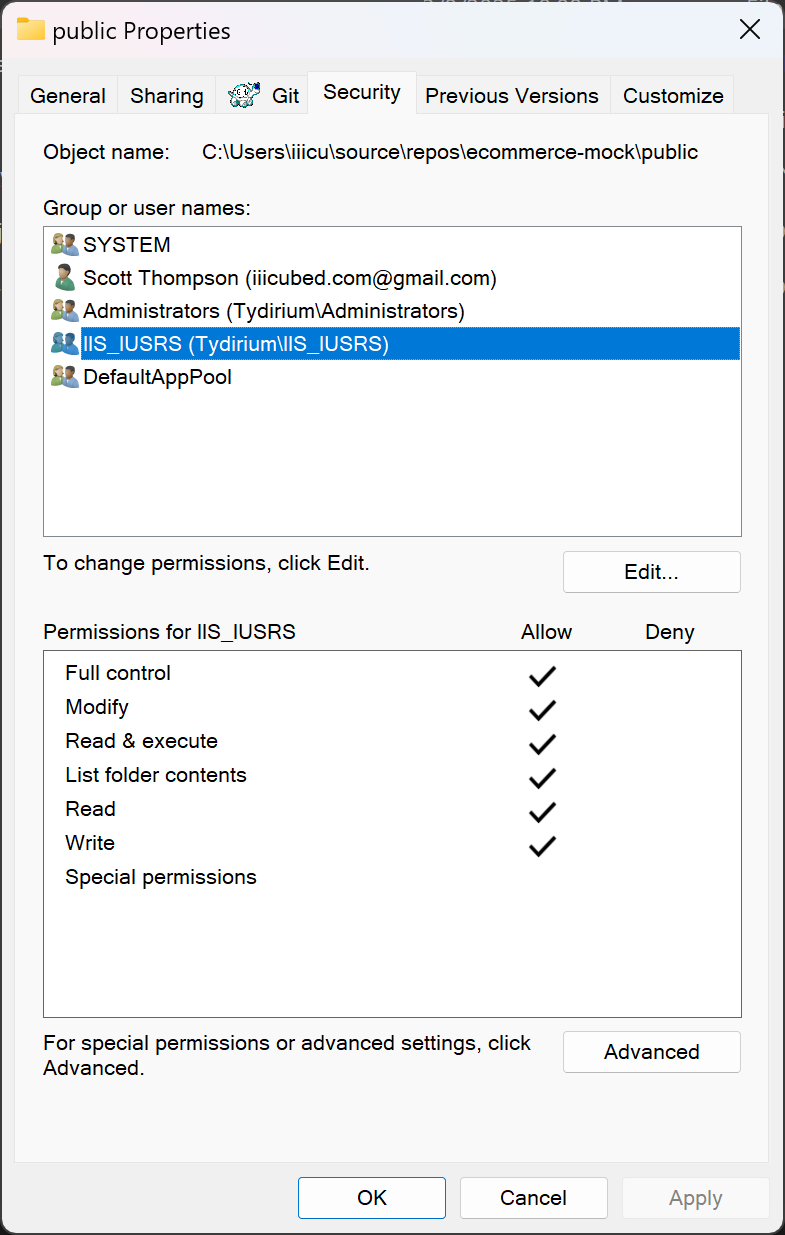 public Properties
General
Sharing
Git
Security
Previous Versions
Customize
Object name: C:\Users\iiicu\source\repos\ecommerce-mock\public
Group or user names:
SYSTEM
Scott Thompson (iiicubed.com@gmail.com)
Administrators (Tydirium\Administrators)
IIS_IUSRS (Tydirium\IIS_IUSRS)
DefaultAppPool
To change permissions, click Edit.
Edit...
Permissions for IIS_IUSRS Allow Deny
Full control
Modify
Read & execute
List folder contents
Read
Write
Special permissions
For special permissions or advanced settings, click
Advanced.
Advanced
OK
Cancel
Apply